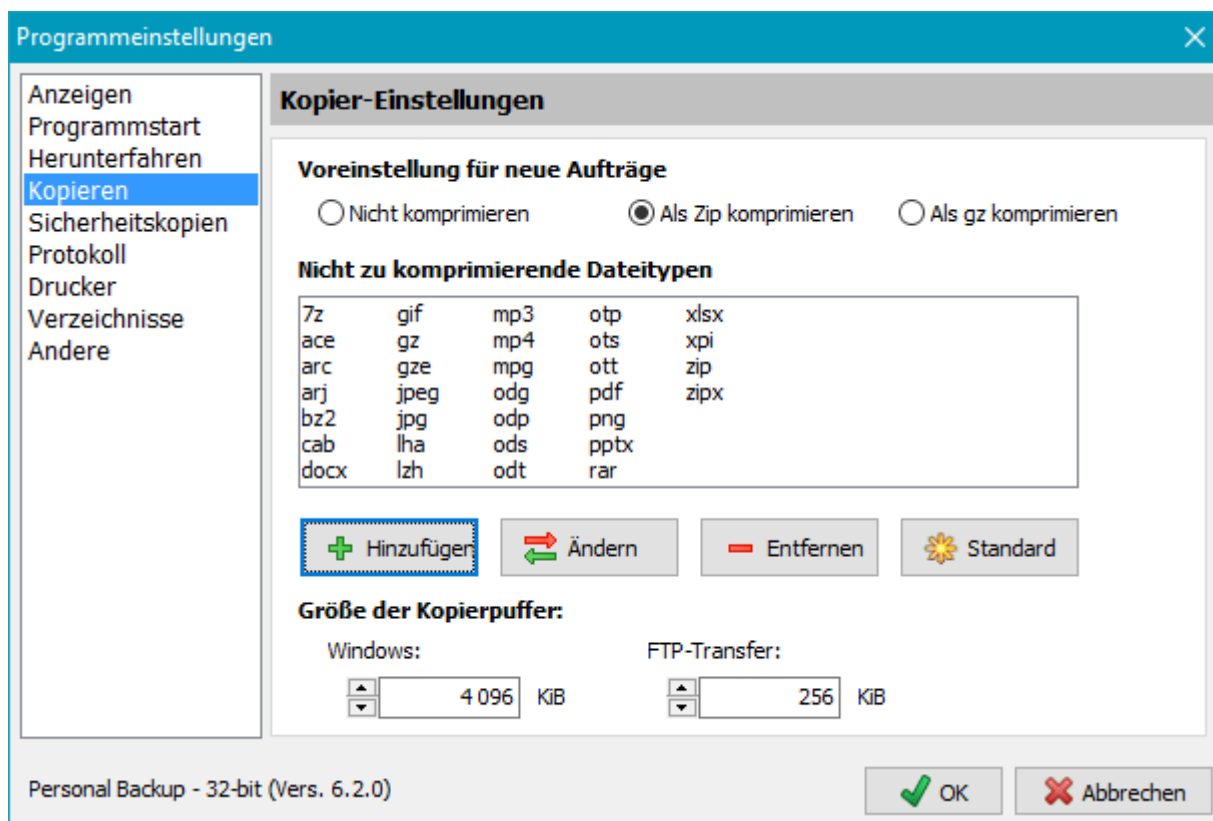 Programmeinstellungen
Anzeigen
Programmstart
Herunterfahren
Kopieren
Sicherheitskopien
Protokoll
Drucker
Verzeichnisse
Andere
Kopier-Einstellungen
Voreinstellung für neue Aufträge
Nicht komprimieren Als Zip komprimieren Als gz komprimieren
Nicht zu komprimierende Dateitypen
7z gif mp3 otp xlsx
ace gz mp4 ots xpi
arc gze mpg ott zip
arj jpeg odg pdf zipx
bz2 jpg odp png
cab lha ods pptx
docx lzh odt rar
Hinzufügen Ändern Entfernen Standard
Größe der Kopierpuffer:
Windows: FTP-Transfer:
4 096 KiB 256 KiB
Personal Backup - 32-bit (Vers. 6.2.0) OK Abbrechen